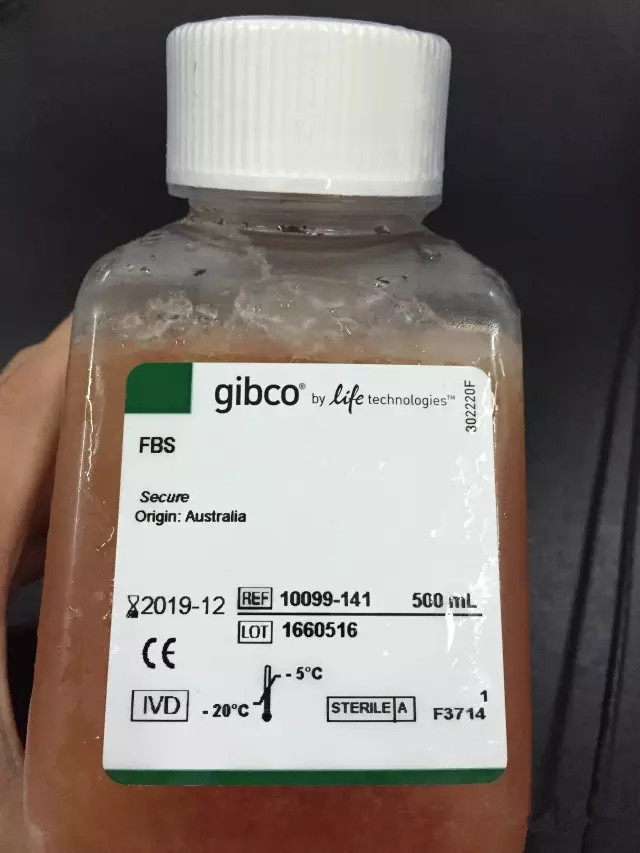 gibco® by life technologies™
302220F
FBS
Secure
Origin: Australia
2019-12 REF 10099-141 500 mL
LOT 1660516
CE
- 5°C
IVD - 20°C STERILE A
1
F3714